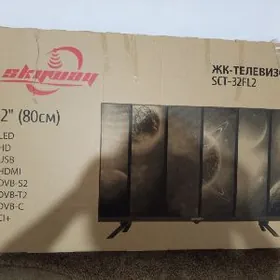 skyway
ЖК-ТЕЛЕВИЗО
SCT-32FL2
2" (80см)
LED
HD
USB
HDMI
DVB-S2
DVB-T2
DVB-C
CI+